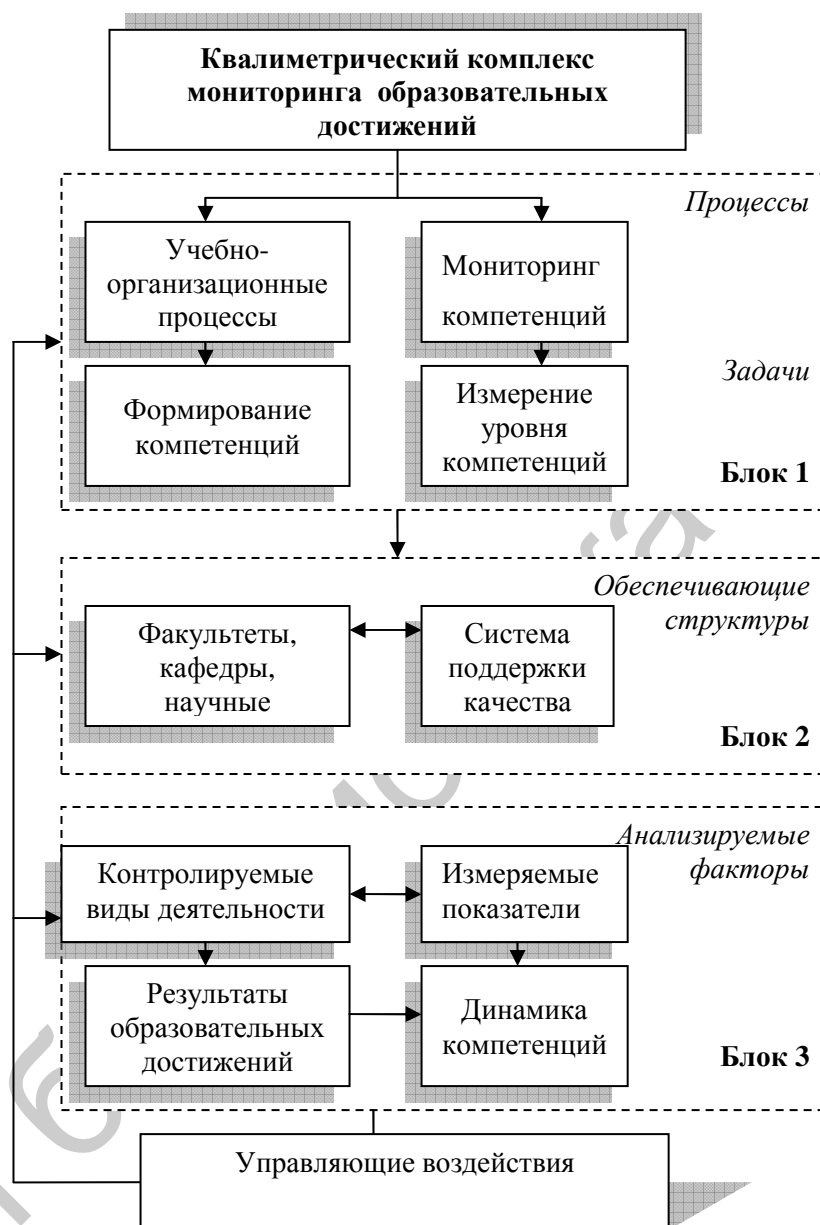 Квалиметрический комплекс
мониторинга образовательных
достижений
Процессы
Учебно-
организационные
процессы
Мониторинг
компетенций
Задачи
Формирование
компетенций
Измерение
уровня
компетенций
Блок 1
Обеспечивающие
структуры
Факультеты,
кафедры,
научные
Система
поддержки
качества
Блок 2
Анализируемые
факторы
Контролируемые
виды деятельности
Измеряемые
показатели
Результаты
образовательных
достижений
Динамика
компетенций
Блок 3
Управляющие воздействия